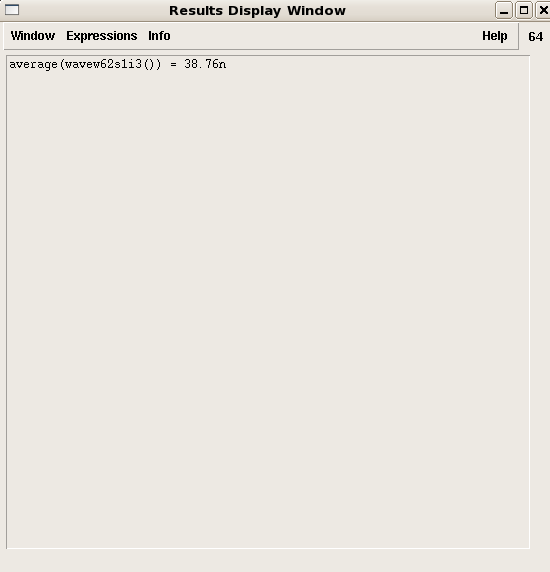 Results Display Window
Window Expressions Info Help 64
average(wavew62s1i3()) = 38.76n